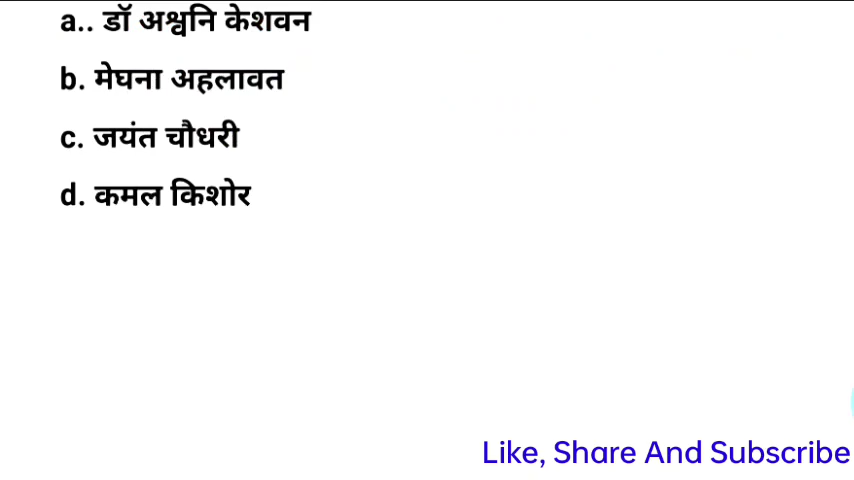 a.. डॉ अश्वनि केशवन
b. मेघना अहलावत
c. जयंत चौधरी
d. कमल किशोर
Like, Share And Subscribe